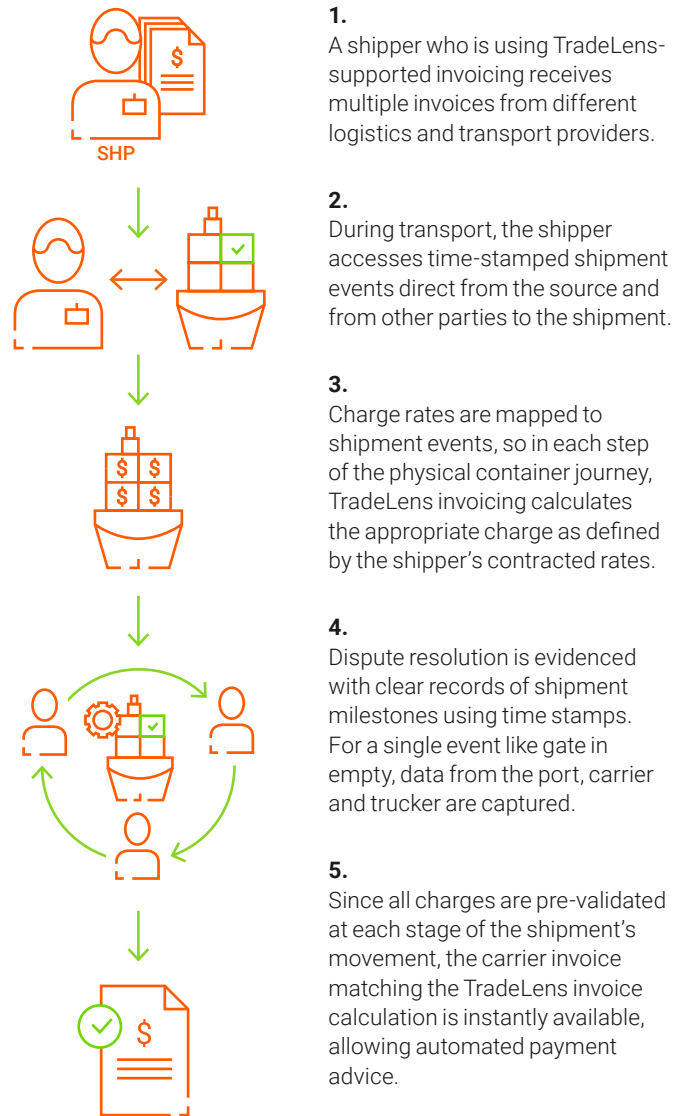 1.
A shipper who is using TradeLens-
supported invoicing receives
multiple invoices from different
logistics and transport providers.
$
SHP
2.
During transport, the shipper
accesses time-stamped shipment
events direct from the source and
from other parties to the shipment.
3.
Charge rates are mapped to
shipment events, so in each step
of the physical container journey,
TradeLens invoicing calculates
the appropriate charge as defined
by the shipper’s contracted rates.
$ $
$ $
4.
Dispute resolution is evidenced
with clear records of shipment
milestones using time stamps.
For a single event like gate in
empty, data from the port, carrier
and trucker are captured.
5.
Since all charges are pre-validated
at each stage of the shipment’s
movement, the carrier invoice
matching the TradeLens invoice
calculation is instantly available,
allowing automated payment
advice.
$